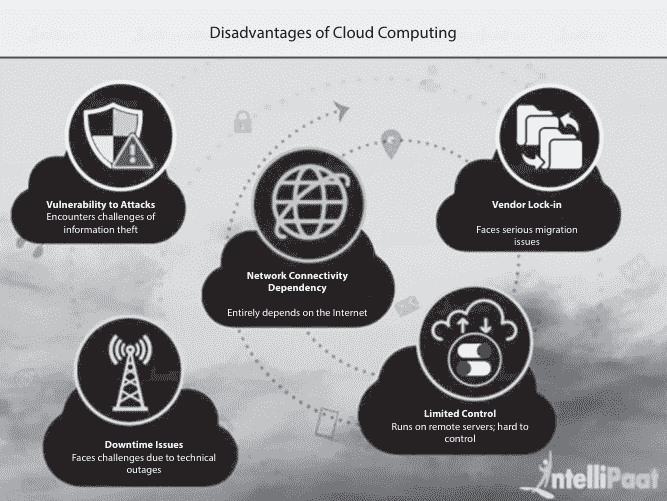 Disadvantages of Cloud Computing
Vulnerability to Attacks
Encounters challenges of
information theft
Network Connectivity
Dependency
Entirely depends on the Internet
Vendor Lock-in
Faces serious migration
issues
Downtime Issues
Faces challenges due to technical
outages
Limited Control
Runs on remote servers; hard to
control
IntelliPaat